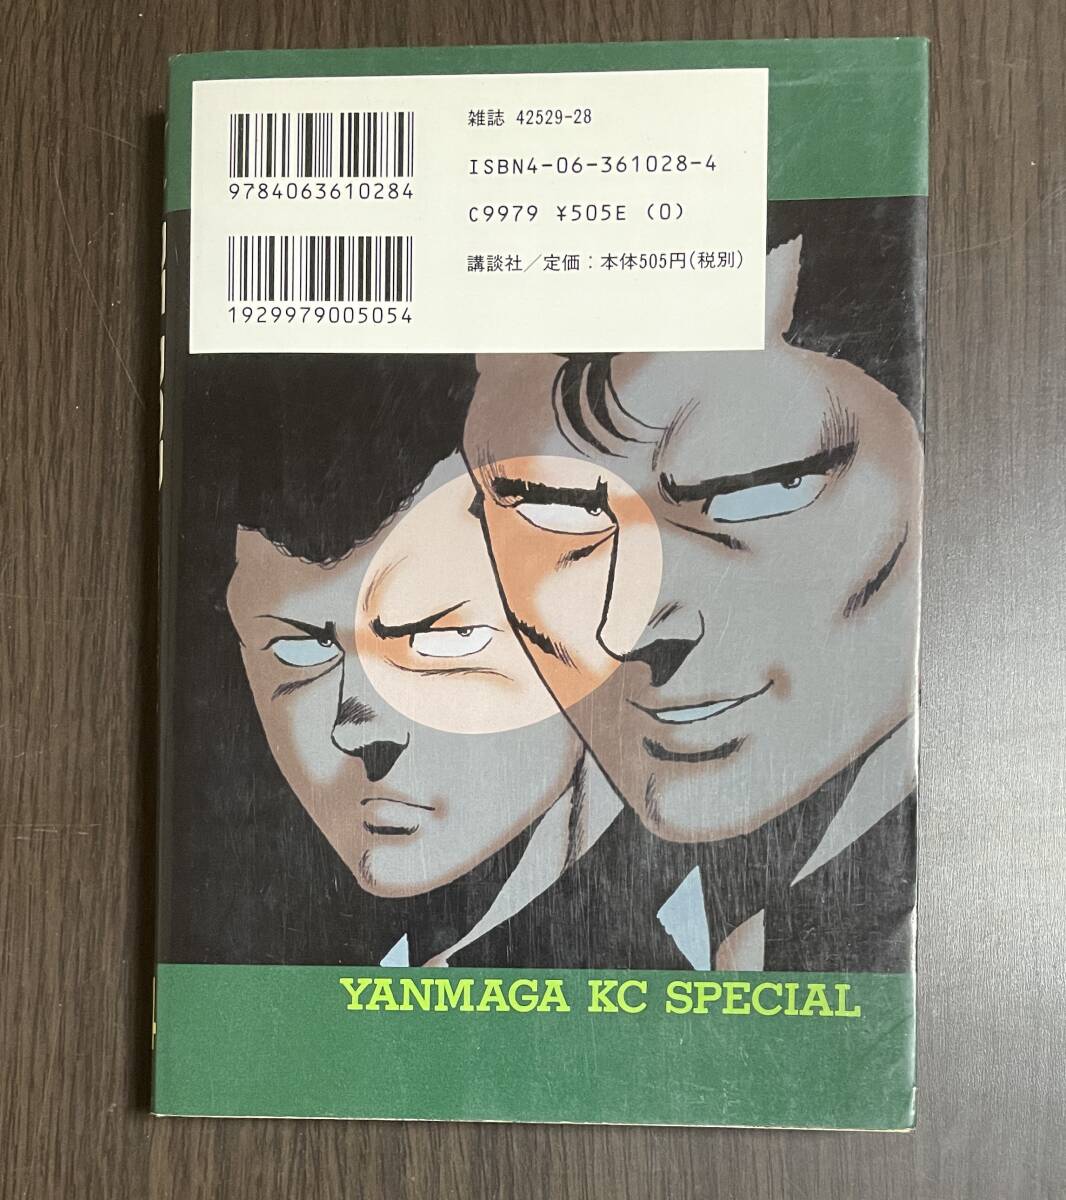 雑誌 42529-28
ISBN4-06-361028-4
C9979 ¥505E (0)
講談社／定価：本体505円(税別)
9784063610284
1929979005054
YANMAGA KC SPECIAL